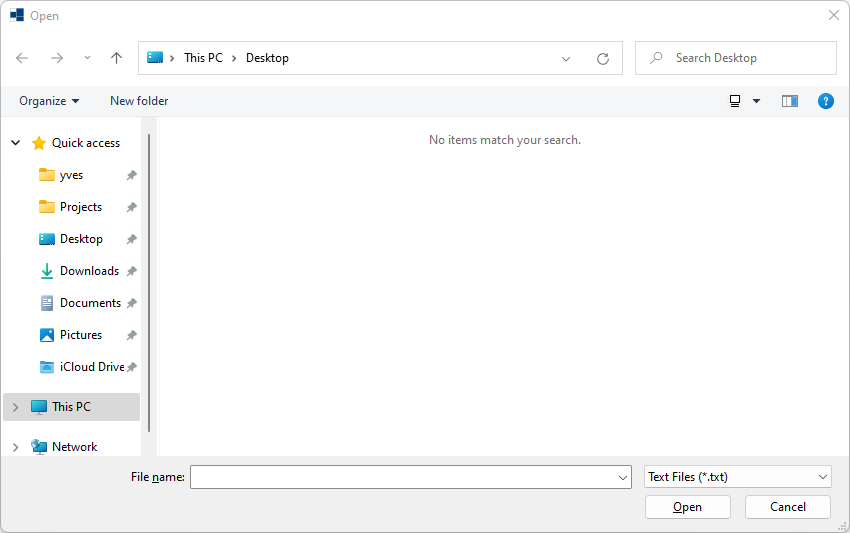 Open
This PC
Desktop
Search Desktop
Organize
New folder
?
Quick access
yves
Projects
Desktop
Downloads
Documents
Pictures
iCloud Drive
This PC
Network
No items match your search.
File name:
Text Files (*.txt)
Open
Cancel